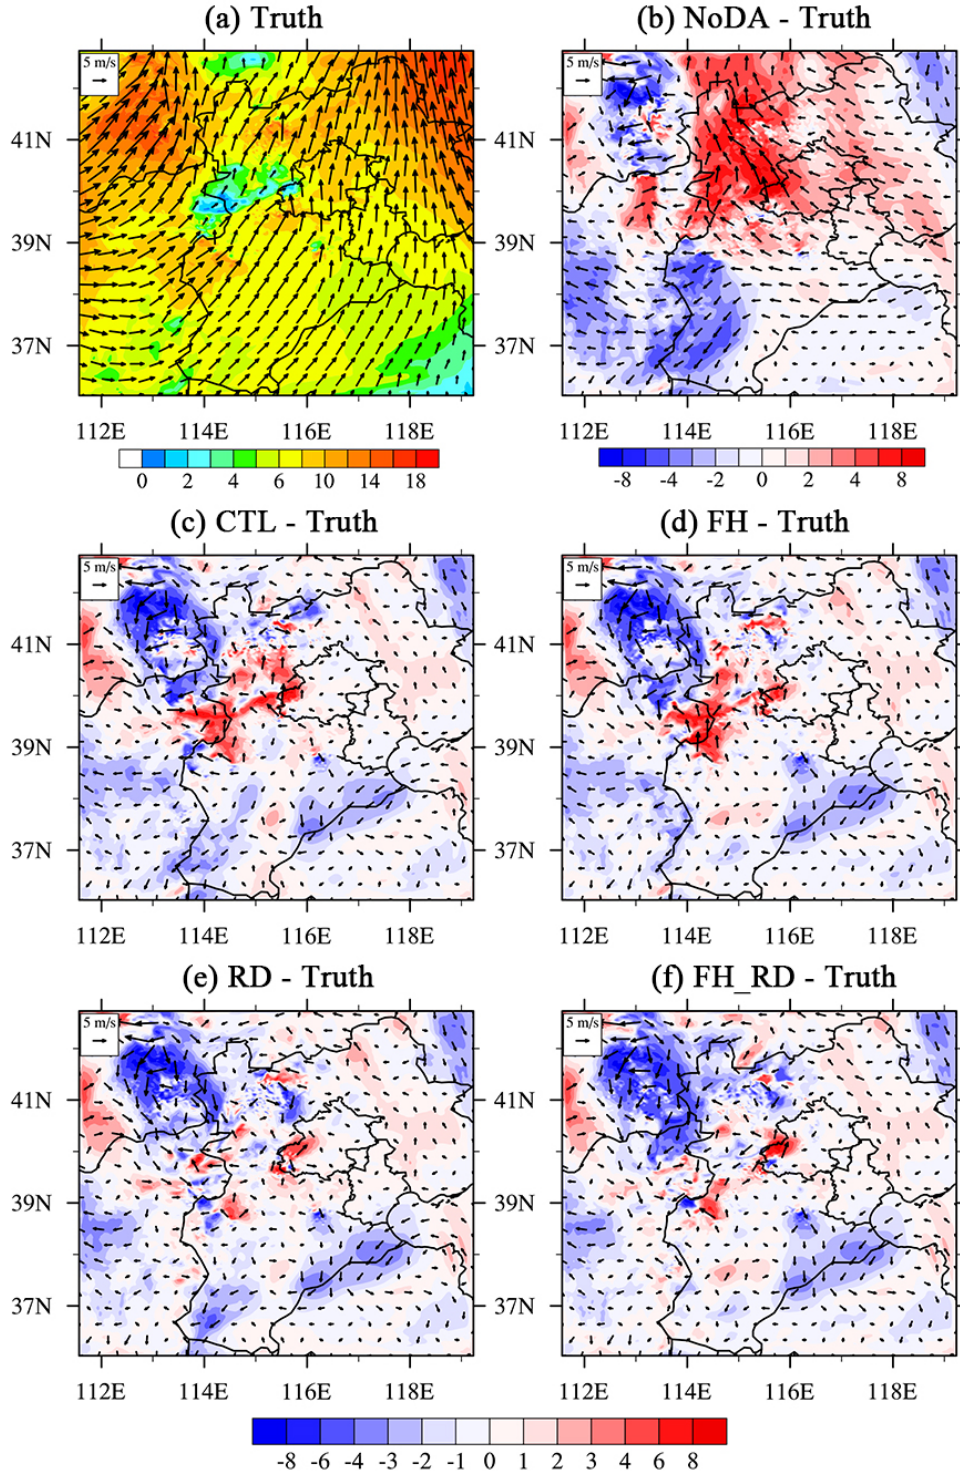 (a) Truth
(b) NoDA - Truth
5 m/s
5 m/s
41N
39N
37N
41N
39N
37N
112E 114E 116E 118E
112E 114E 116E 118E
0 2 4 6 10 14 18
-8 -4 -2 0 2 4 8
(c) CTL - Truth
(d) FH - Truth
5 m/s
5 m/s
41N
39N
37N
41N
39N
37N
112E 114E 116E 118E
112E 114E 116E 118E
(e) RD - Truth
(f) FH_RD - Truth
5 m/s
5 m/s
41N
39N
37N
41N
39N
37N
112E 114E 116E 118E
112E 114E 116E 118E
-8 -6 -4 -3 -2 -1 0 1 2 3 4 6 8